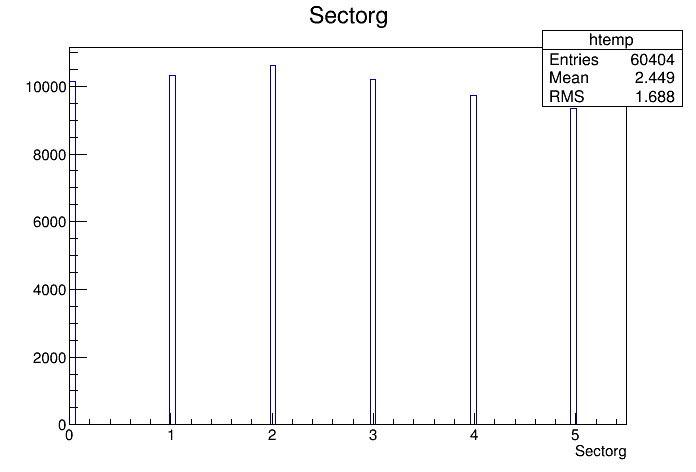 Sectorg
htemp
Entries 60404
Mean 2.449
RMS 1.688
10000
8000
6000
4000
2000
0
0 1 2 3 4 5
Sectorg